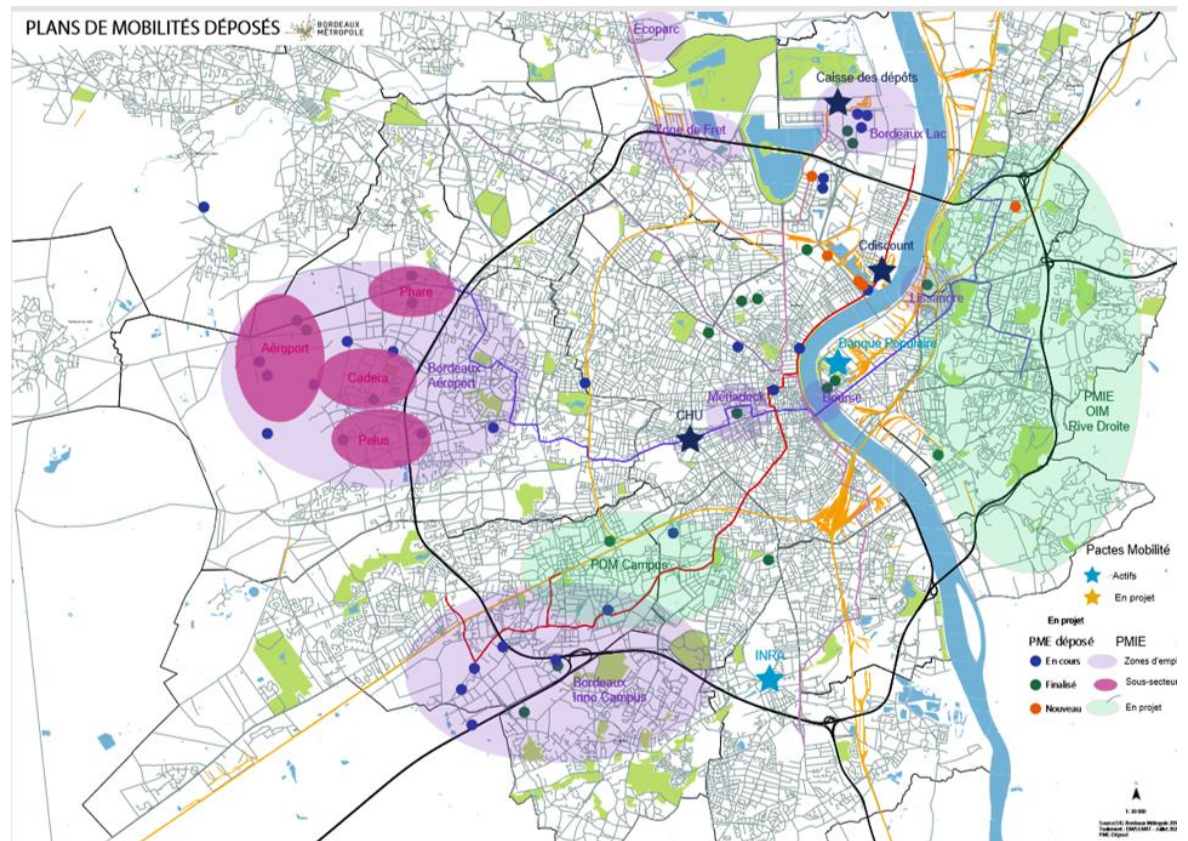 PLANS DE MOBILITÉS DÉPOSÉS
BORDEAUX
MÉTROPOLE
Ecoparc
Caisse des dépôts
Zone de Fret
Bordeaux Lac
Cdiscount
Phare
Lissandre
Aéroport
Banque Populaire
Cadera
Bordeaux
Aéroport
Mériadeck
Bourse
PMIE
OIM
Rive Droite
CHU
Pelus
PDM Campus
Pactes Mobilité
Actifs
En projet
En projet
INRA
PME déposé
PMIE
En cours
Zones d'empl
Bordeaux
Inno Campus
Finalisé
Sous-secteur
Nouveau
En projet